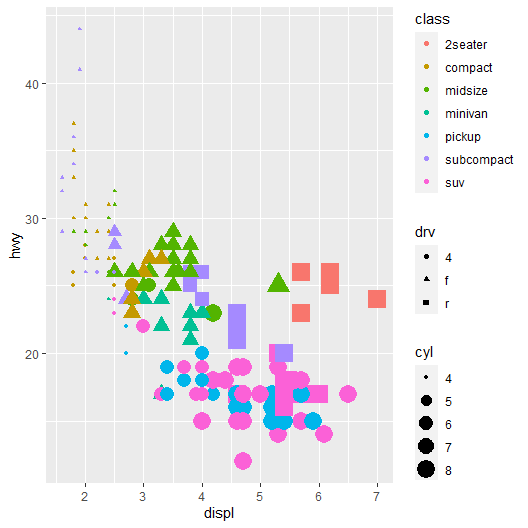 class
2seater
compact
midsize
minivan
pickup
subcompact
suv
drv
4
f
r
cyl
4
5
6
7
8
hwy
40
30
20
2 3 4 5 6 7
displ